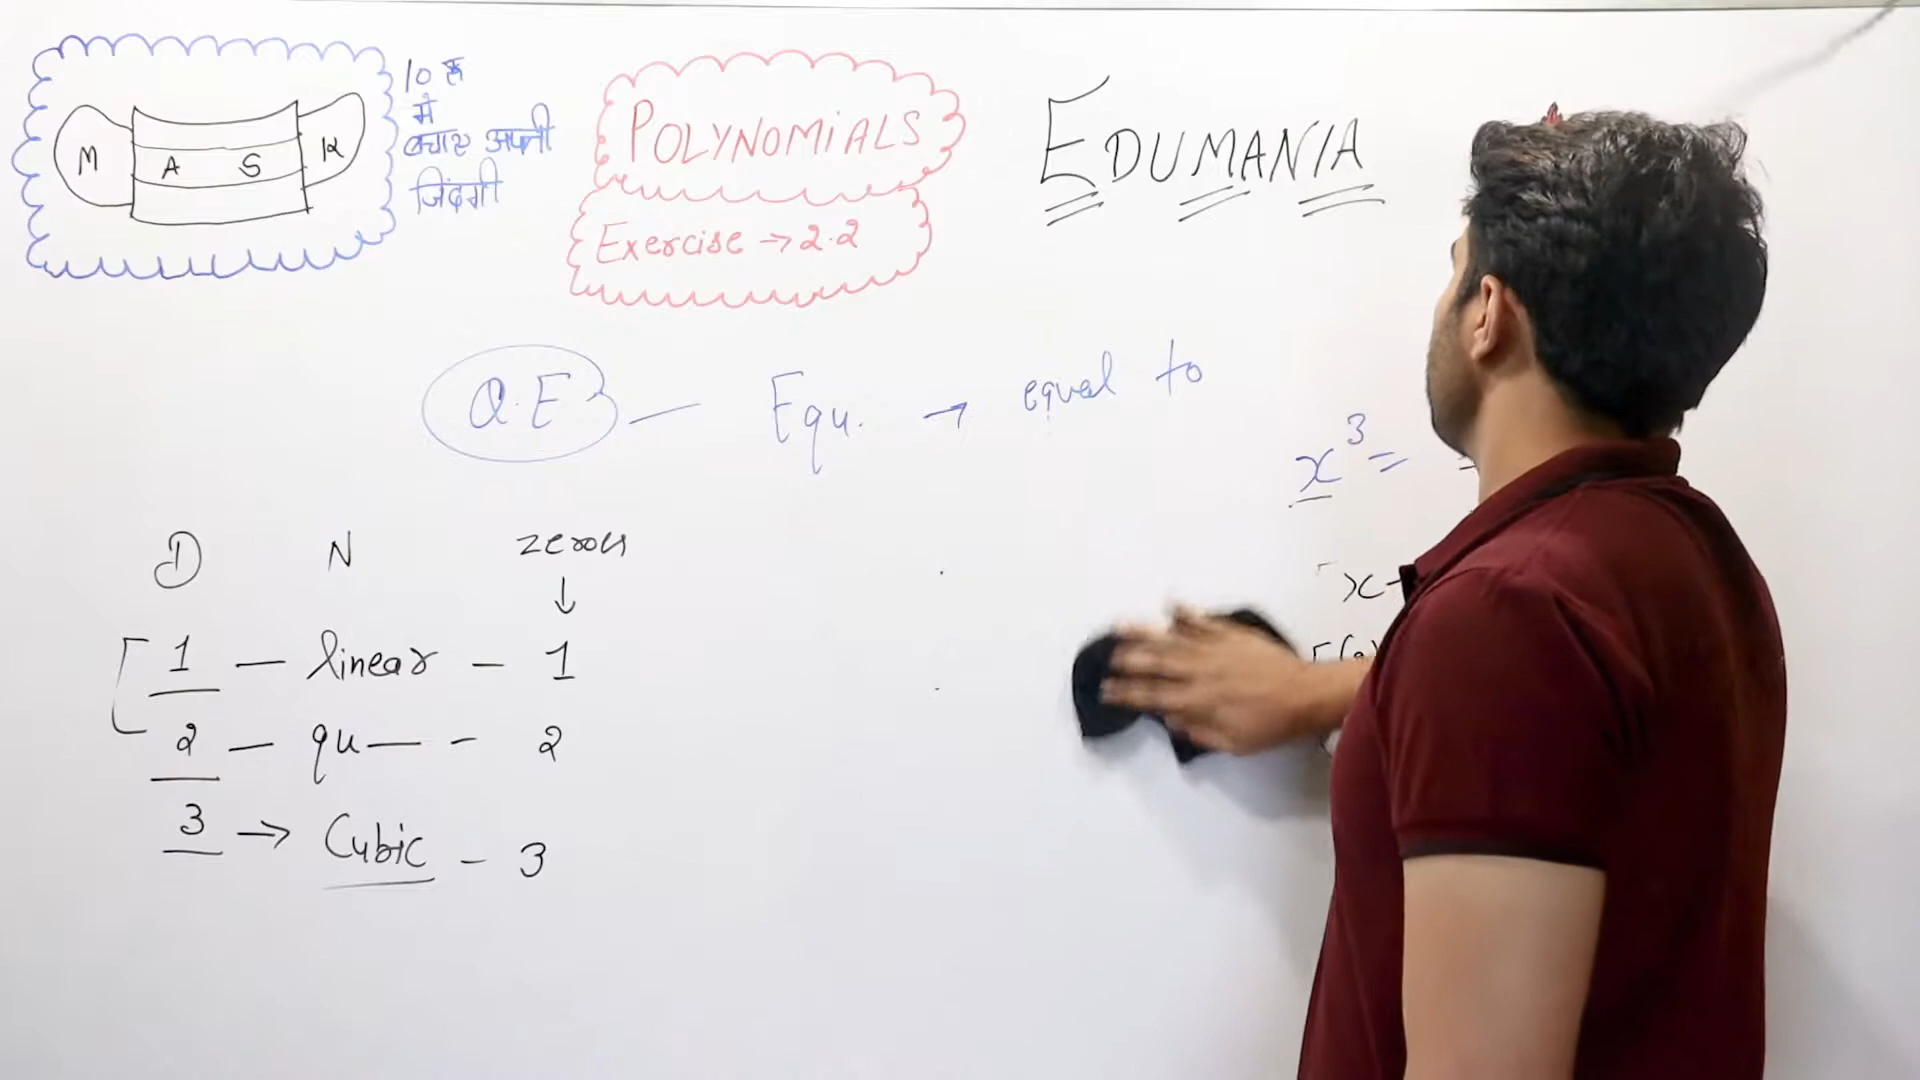 M A S K
10 रु
में
बचाए अपनी
जिंदगी
POLYNOMiALS
Exercise → 2.2
EDUMANIA
Q.E — Equ. → equal to
x³ =
D N zeroes
↓
1 — linear — 1
2 — qu— - 2
3 → Cubic - 3
x